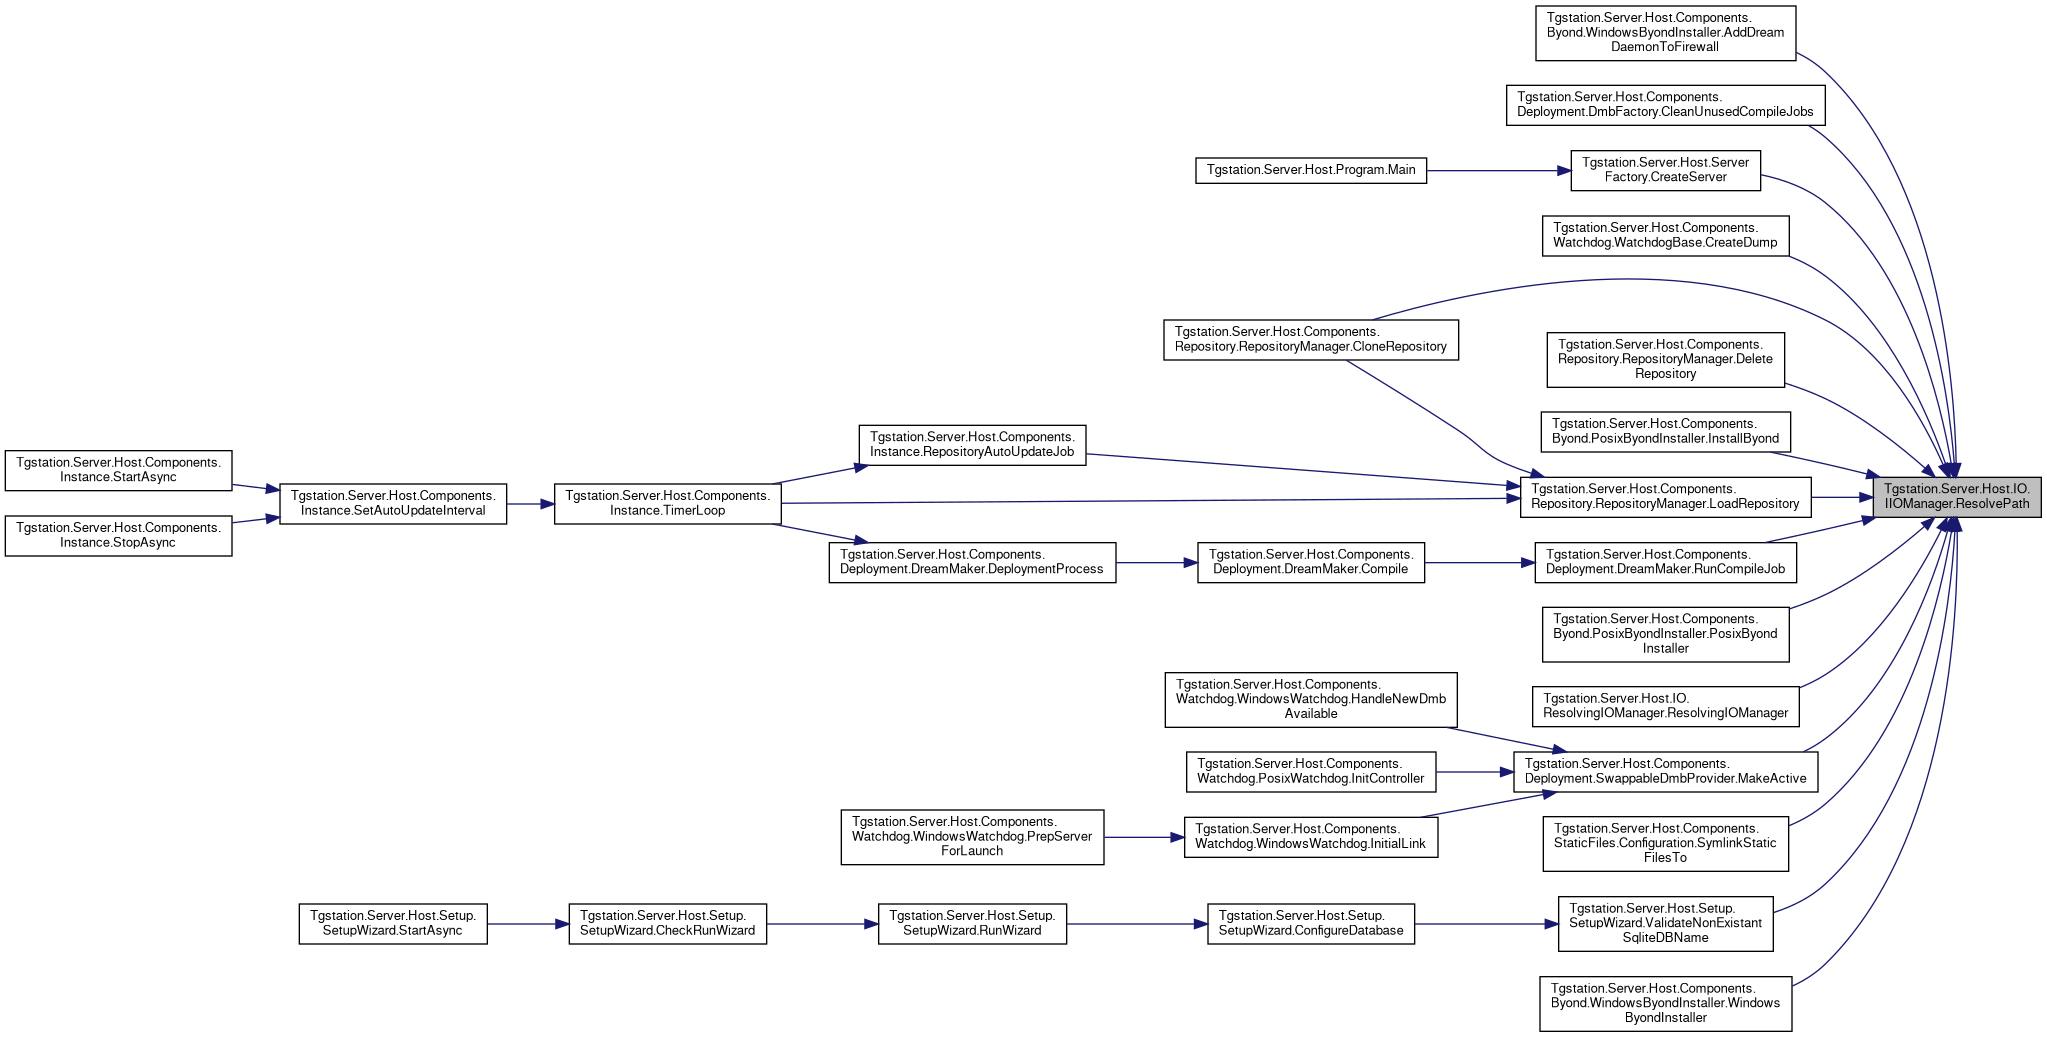 Tgstation.Server.Host.Components.
Byond.WindowsByondInstaller.AddDream
DaemonToFirewall
Tgstation.Server.Host.Components.
Deployment.DmbFactory.CleanUnusedCompileJobs
Tgstation.Server.Host.Program.Main
Tgstation.Server.Host.Server
Factory.CreateServer
Tgstation.Server.Host.Components.
Watchdog.WatchdogBase.CreateDump
Tgstation.Server.Host.Components.
Repository.RepositoryManager.CloneRepository
Tgstation.Server.Host.Components.
Repository.RepositoryManager.Delete
Repository
Tgstation.Server.Host.Components.
Byond.PosixByondInstaller.InstallByond
Tgstation.Server.Host.Components.
Instance.RepositoryAutoUpdateJob
Tgstation.Server.Host.Components.
Instance.StartAsync
Tgstation.Server.Host.Components.
Instance.StopAsync
Tgstation.Server.Host.Components.
Instance.SetAutoUpdateInterval
Tgstation.Server.Host.Components.
Instance.TimerLoop
Tgstation.Server.Host.Components.
Repository.RepositoryManager.LoadRepository
Tgstation.Server.Host.IO.
IIOManager.ResolvePath
Tgstation.Server.Host.Components.
Deployment.DreamMaker.DeploymentProcess
Tgstation.Server.Host.Components.
Deployment.DreamMaker.Compile
Tgstation.Server.Host.Components.
Deployment.DreamMaker.RunCompileJob
Tgstation.Server.Host.Components.
Byond.PosixByondInstaller.PosixByond
Installer
Tgstation.Server.Host.Components.
Watchdog.WindowsWatchdog.HandleNewDmb
Available
Tgstation.Server.Host.IO.
ResolvingIOManager.ResolvingIOManager
Tgstation.Server.Host.Components.
Watchdog.PosixWatchdog.InitController
Tgstation.Server.Host.Components.
Deployment.SwappableDmbProvider.MakeActive
Tgstation.Server.Host.Components.
Watchdog.WindowsWatchdog.PrepServer
ForLaunch
Tgstation.Server.Host.Components.
Watchdog.WindowsWatchdog.InitialLink
Tgstation.Server.Host.Components.
StaticFiles.Configuration.SymlinkStatic
FilesTo
Tgstation.Server.Host.Setup.
SetupWizard.StartAsync
Tgstation.Server.Host.Setup.
SetupWizard.CheckRunWizard
Tgstation.Server.Host.Setup.
SetupWizard.RunWizard
Tgstation.Server.Host.Setup.
SetupWizard.ConfigureDatabase
Tgstation.Server.Host.Setup.
SetupWizard.ValidateNonExistant
SqliteDBName
Tgstation.Server.Host.Components.
Byond.WindowsByondInstaller.Windows
ByondInstaller